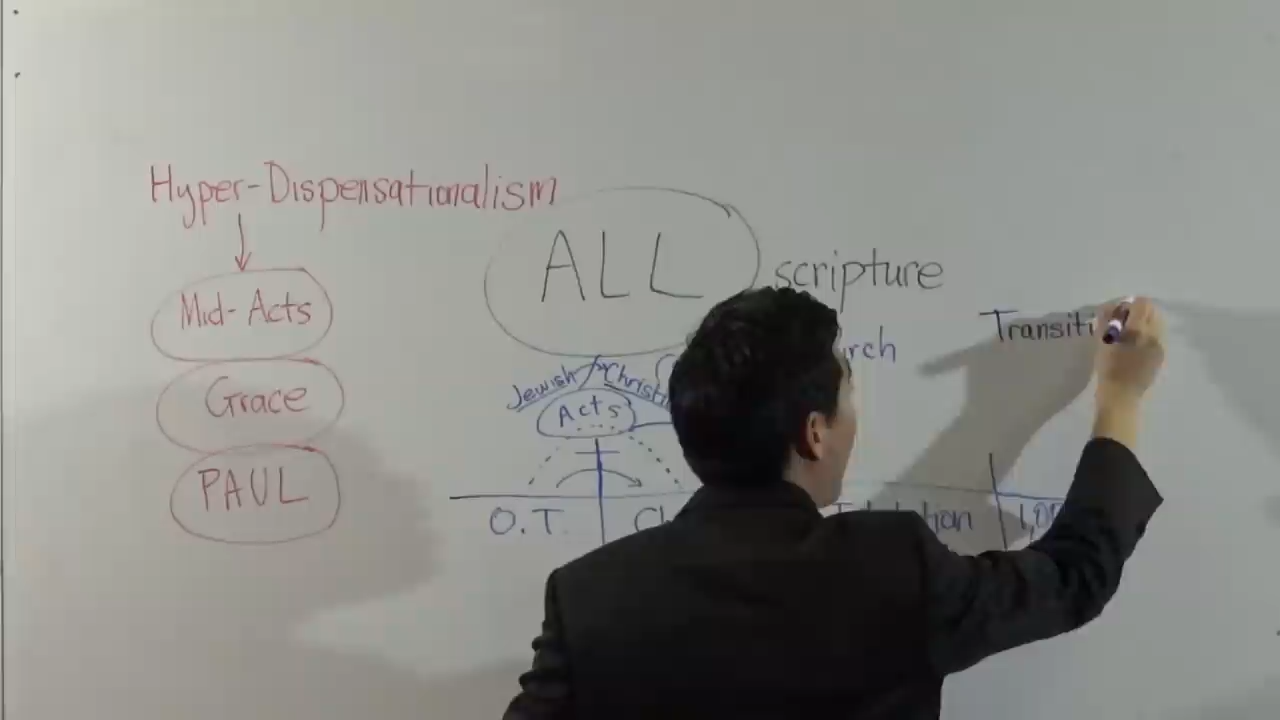 Hyper-Dispensationalism
Mid-Acts
Grace
PAUL
ALL scripture
Jewish
Acts
O.T.
Transiti